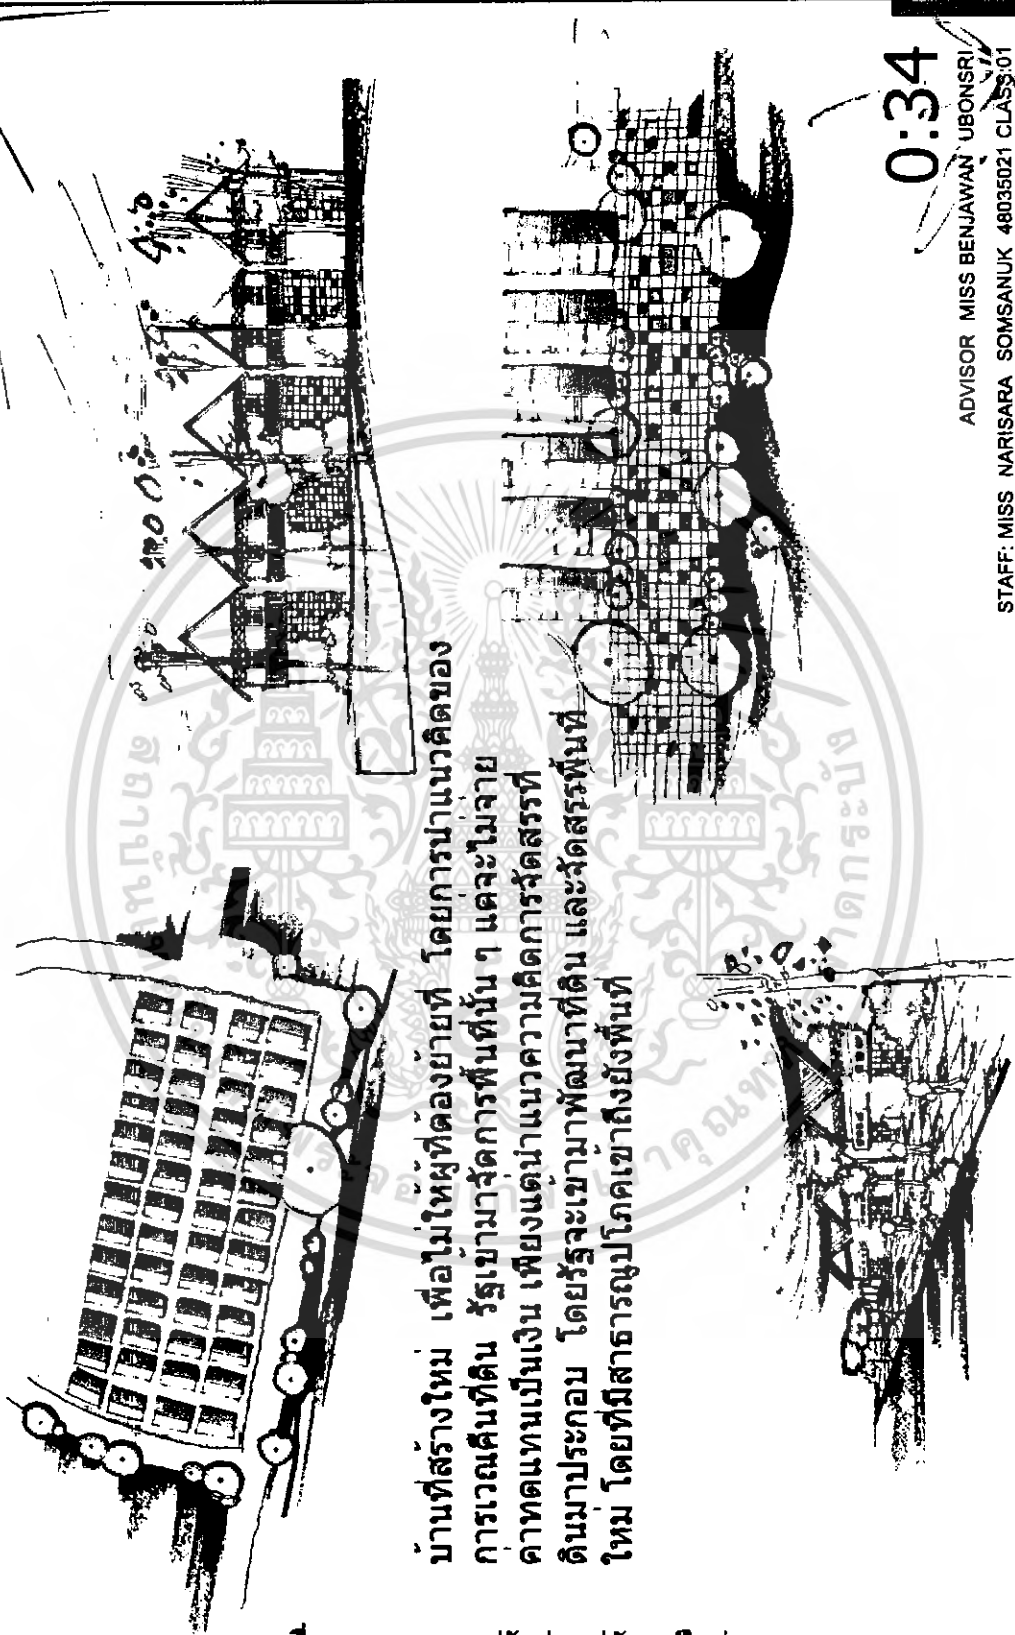 บ้านที่สร้างใหม่ เพื่อไม่ให้ผู้ที่ต้องย้ายที่ โดยการนำแนวคิดของ
การเวณคืนที่ดิน รัฐเข้ามาจัดการพื้นที่นั้น ๆ แต่จะไม่จ่าย
ค่าทดแทนเป็นเงิน เพียงแต่นำแนวความคิดการจัดสรรที่
ดินมาประกอบ โดยรัฐจะเข้ามาพัฒนาที่ดิน และจัดสรรพื้นที่
ใหม่ โดยที่มีสาธารณูปโภคเข้าถึงยังพื้นที่
0:34
ADVISOR MISS BENJAWAN UBONSRI
STAFF: MISS NARISARA SOMSANUK 48035021 CLASS:01